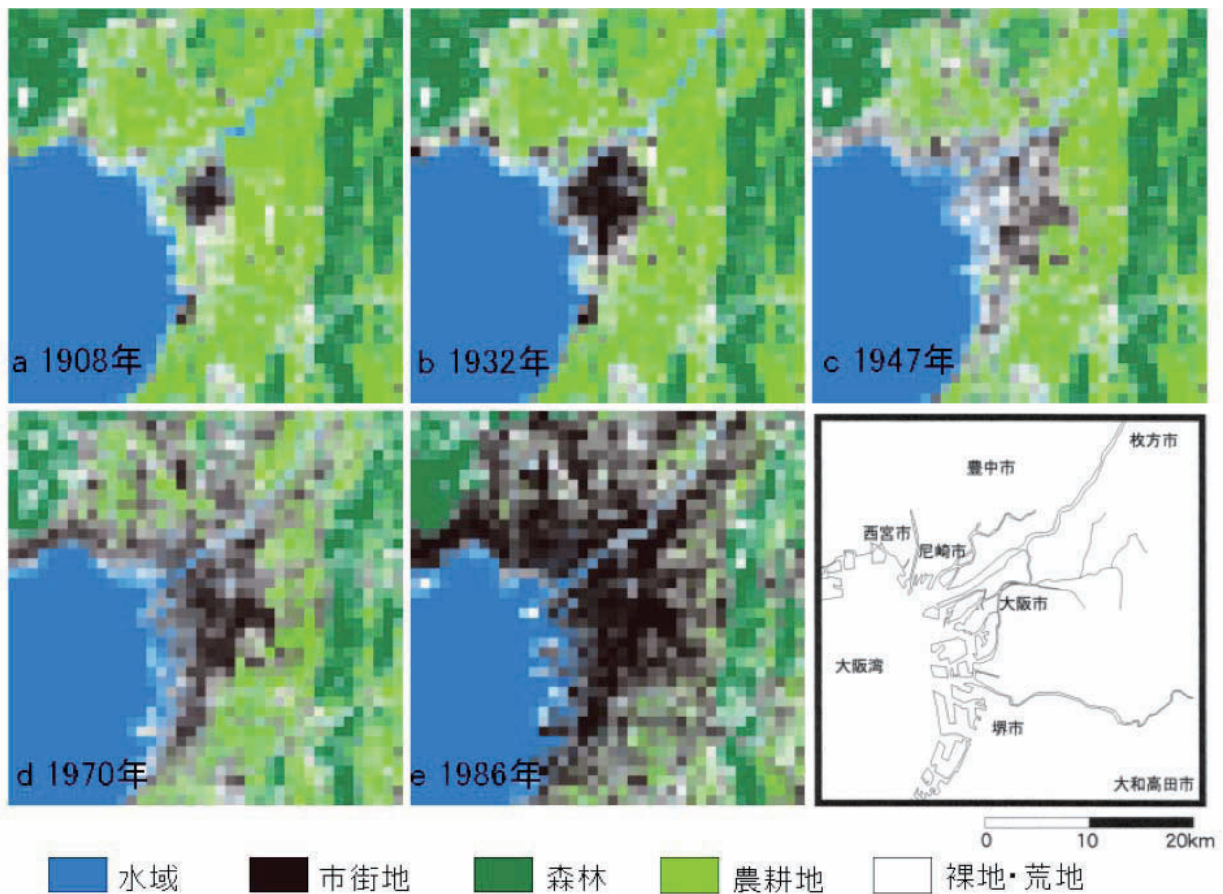 a 1908年
b 1932年
c 1947年
d 1970年
e 1986年
枚方市
豊中市
西宮市
尼崎市
大阪市
大阪湾
堺市
大和高田市
0 10 20km
水域 市街地 森林 農耕地 裸地・荒地